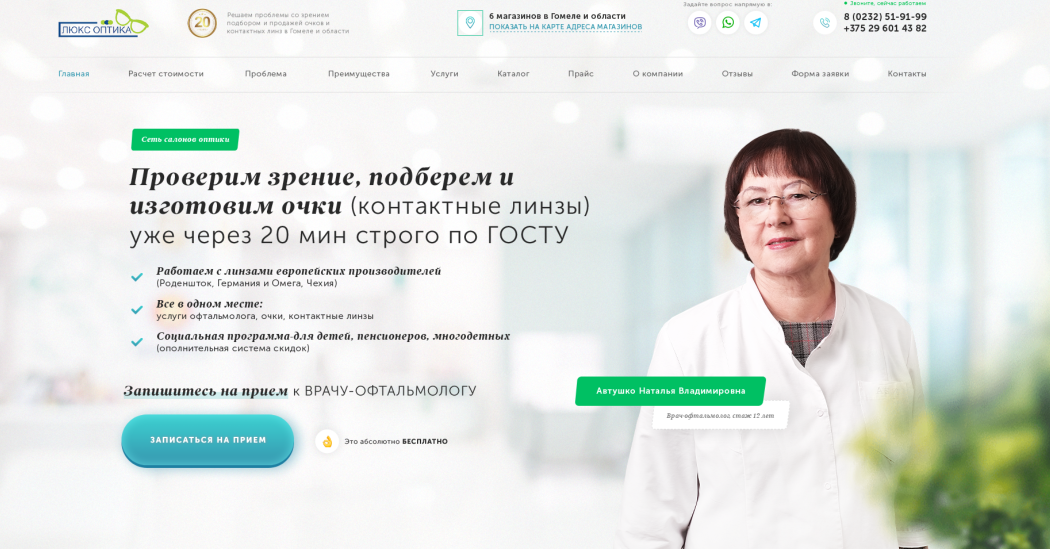 ЛЮКС ОПТИКА
20
Решаем проблемы со зрением
подбором и продажей очков и
контактных линз в Гомеле и области
6 магазинов в Гомеле и области
ПОКАЗАТЬ НА КАРТЕ АДРЕСА МАГАЗИНОВ
Задайте вопрос, напрямую в:
Звоните, сейчас работаем
8 (0232) 51-91-99
+375 29 601 43 82
Главная Расчет стоимости Проблема Преимущества Услуги Каталог Прайс О компании Отзывы Форма заявки Контакты
Сеть салонов оптики
Проверим зрение, подберем и
изготовим очки (контактные линзы)
уже через 20 мин строго по ГОСТУ
Работаем с линзами европейских производителей
(Роденшток, Германия и Омега, Чехия)
Все в одном месте:
услуги офтальмолога, очки, контактные линзы
Социальная программа-для детей, пенсионеров, многодетных
(ополнительная система скидок)
Запишитесь на прием к ВРАЧУ-ОФТАЛЬМОЛОГУ
ЗАПИСАТЬСЯ НА ПРИЕМ
Это абсолютно БЕСПЛАТНО
Автушко Наталья Владимировна
Врач-офтальмолог, стаж 17 лет